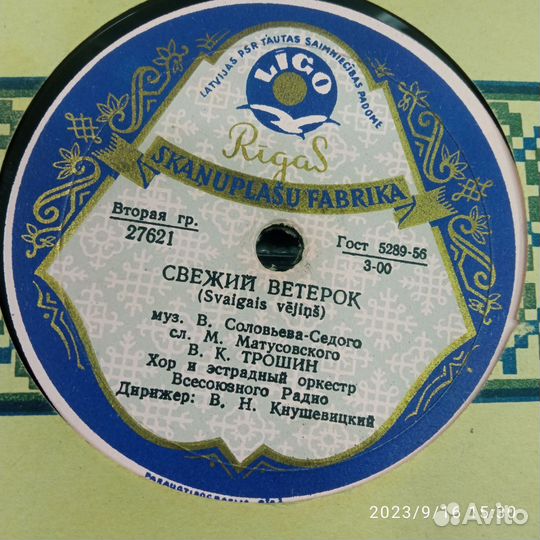 LATVIJAS PSR TAUTAS SAIMNIECĪBAS PADOME
LĪGO
Rīgas
SKAŅUPLAŠU FABRIKA
Вторая гр.
27621
Гост 5289-56
3-00
СВЕЖИЙ ВЕТЕРОК
(Svaigais vējiņš)
муз. В. Соловьева-Седого
сл. М. Матусовского
В. К. ТРОШИН
Хор и эстрадный оркестр
Всесоюзного Радио
Дирижер: В. Н. Кнушевицкий
2023/9/16 15:30
Avito